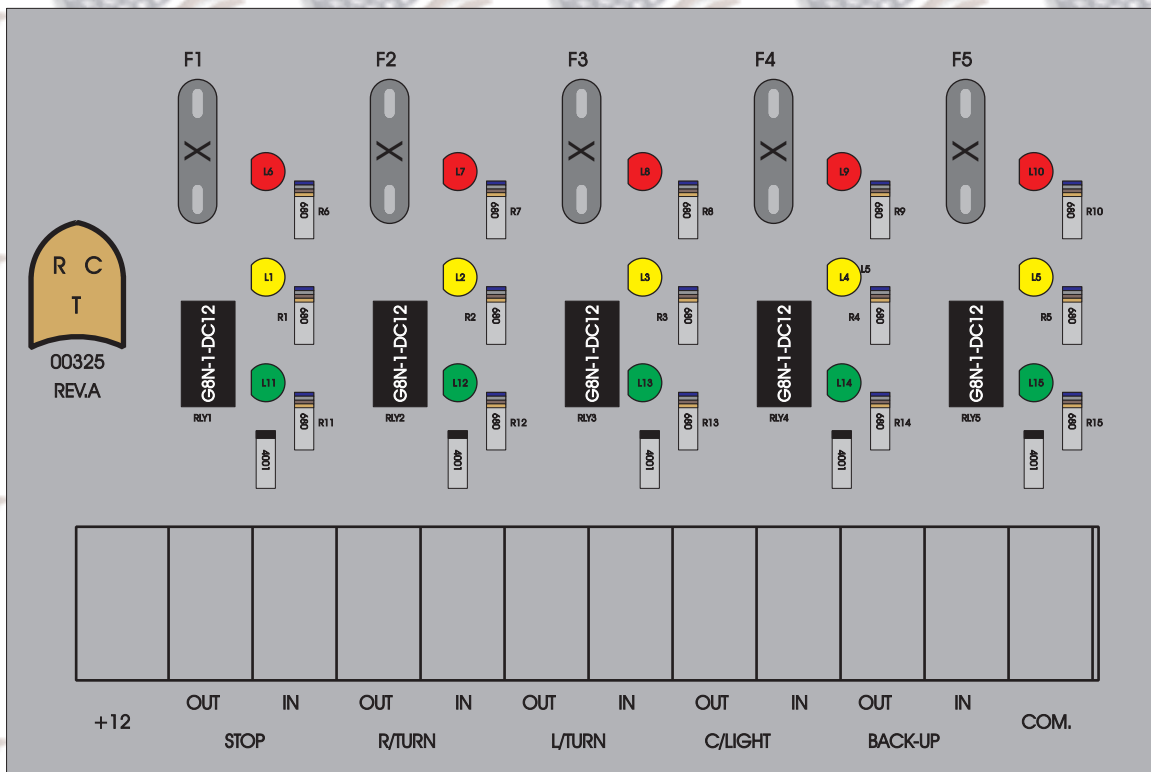 F1 F2 F3 F4 F5
X X X X X
L6 L7 L8 L9 L10
680 680 680 680 680
R6 R7 R8 R9 R10
R C
T
00325
REV.A
L1 L2 L3 L4 L5 L5
R1 680 R2 680 R3 680 R4 680 R5 680
G8N-1-DC12 G8N-1-DC12 G8N-1-DC12 G8N-1-DC12 G8N-1-DC12
L11 L12 L13 L14 L15
RLY1 RLY2 RLY3 RLY4 RLY5
680 R11 680 R12 680 R13 680 R14 680 R15
4001 4001 4001 4001 4001
OUT IN OUT IN OUT IN OUT IN OUT IN
+12 COM.
STOP R/TURN L/TURN C/LIGHT BACK-UP